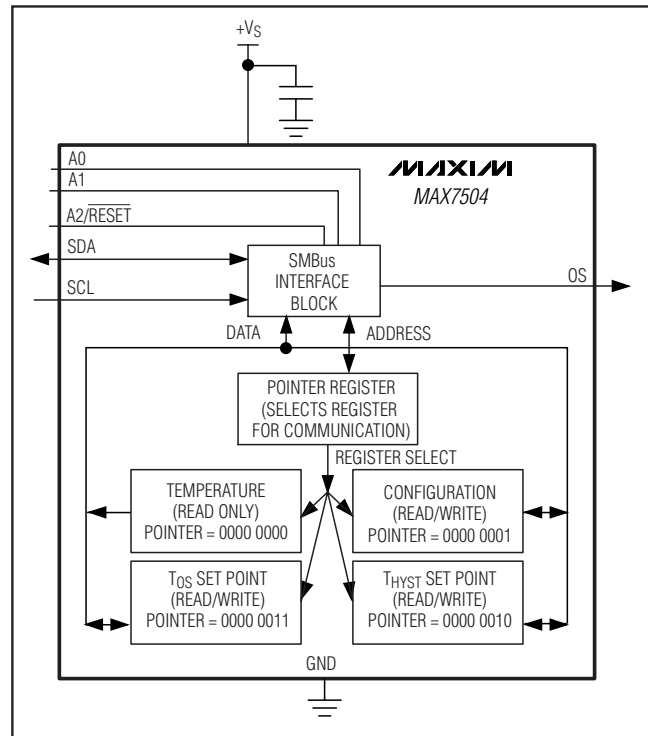 +VS
MAXIM
MAX7504
A0
A1
A2/RESET
SDA
SCL
SMBus
INTERFACE
BLOCK
OS
DATA
ADDRESS
POINTER REGISTER
(SELECTS REGISTER
FOR COMMUNICATION)
REGISTER SELECT
TEMPERATURE
(READ ONLY)
POINTER = 0000 0000
CONFIGURATION
(READ/WRITE)
POINTER = 0000 0001
TOS SET POINT
(READ/WRITE)
POINTER = 0000 0011
THYST SET POINT
(READ/WRITE)
POINTER = 0000 0010
GND